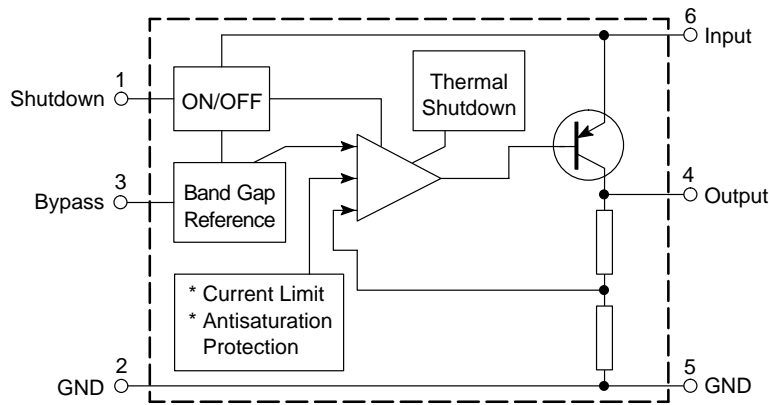 6
Input
1
Shutdown
ON/OFF
Thermal
Shutdown
3
Bypass
Band Gap
Reference
4
Output
* Current Limit
* Antisaturation
Protection
2
GND
5
GND